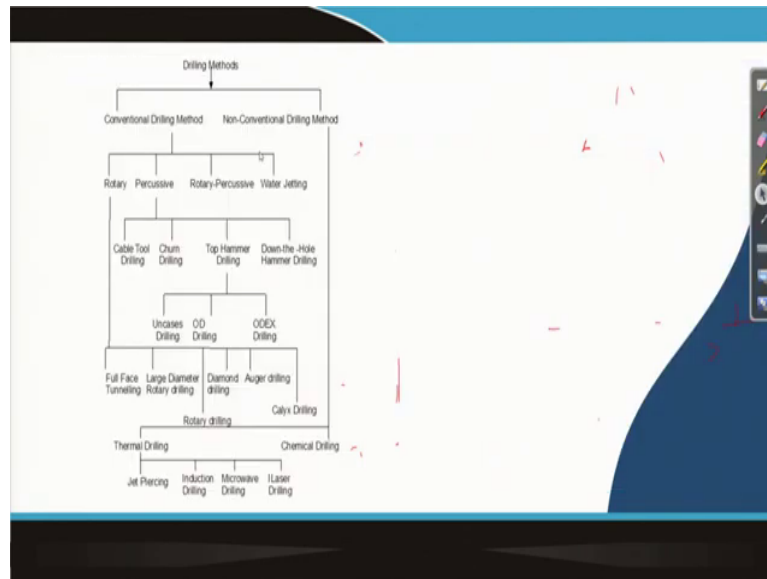 Drilling Methods
Conventional Drilling Method
Non-Conventional Drilling Method
Rotary
Percussive
Rotary-Percussive
Water Jetting
Cable Tool
Drilling
Churn
Drilling
Top Hammer
Drilling
Down-the -Hole
Hammer Drilling
Uncases
Drilling
OD
Drilling
ODEX
Drilling
Full Face
Tunnelling
Large Diameter
Rotary drilling
Diamond
drilling
Auger drilling
Calyx Drilling
Rotary drilling
Thermal Drilling
Chemical Drilling
Jet Piercing
Induction
Drilling
Microwave
Drilling
lLaser
Drilling